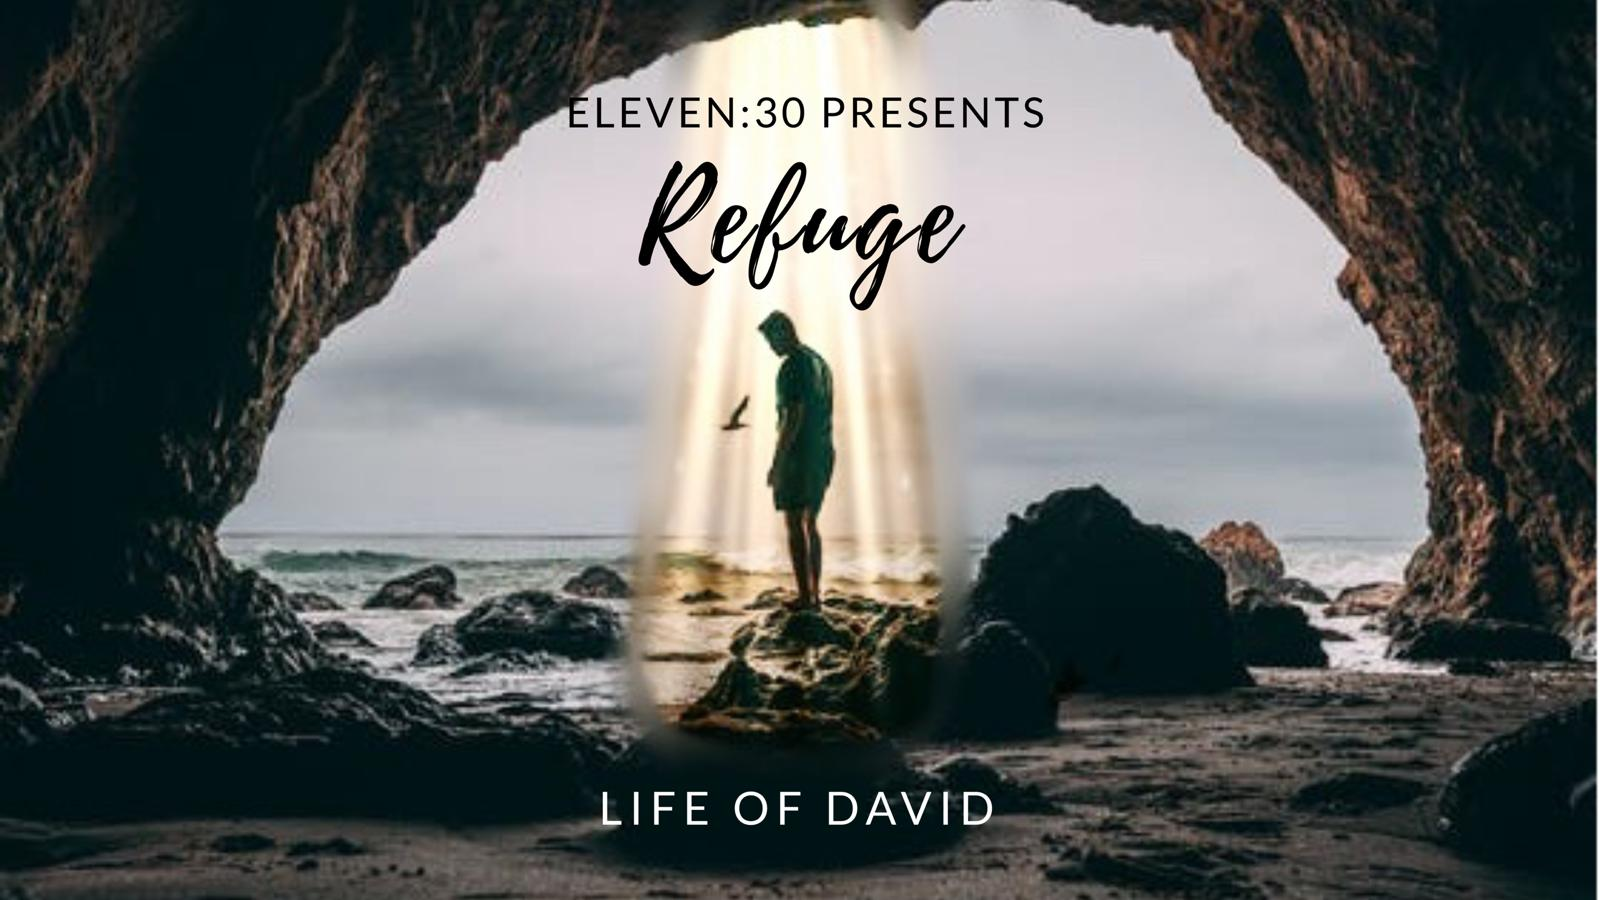 ELEVEN:30 PRESENTS
Refuge
LIFE OF DAVID